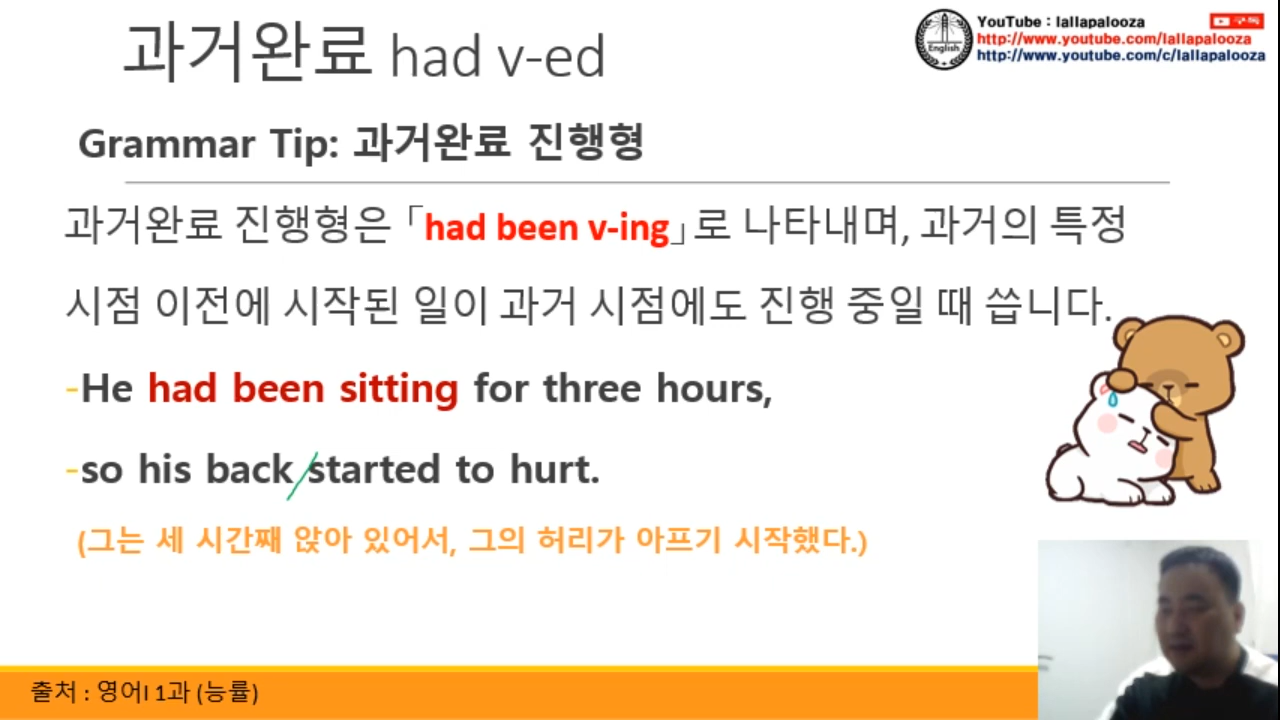 과거완료 had v-ed
YouTube : lallapalooza
구독
http://www.youtube.com/lallapalooza
http://www.youtube.com/c/lallapalooza
English
Grammar Tip: 과거완료 진행형
과거완료 진행형은 「had been v-ing」로 나타내며, 과거의 특정
시점 이전에 시작된 일이 과거 시점에도 진행 중일 때 씁니다.
-He had been sitting for three hours,
-so his back started to hurt.
(그는 세 시간째 앉아 있어서, 그의 허리가 아프기 시작했다.)
출처 : 영어I 1과 (능률)